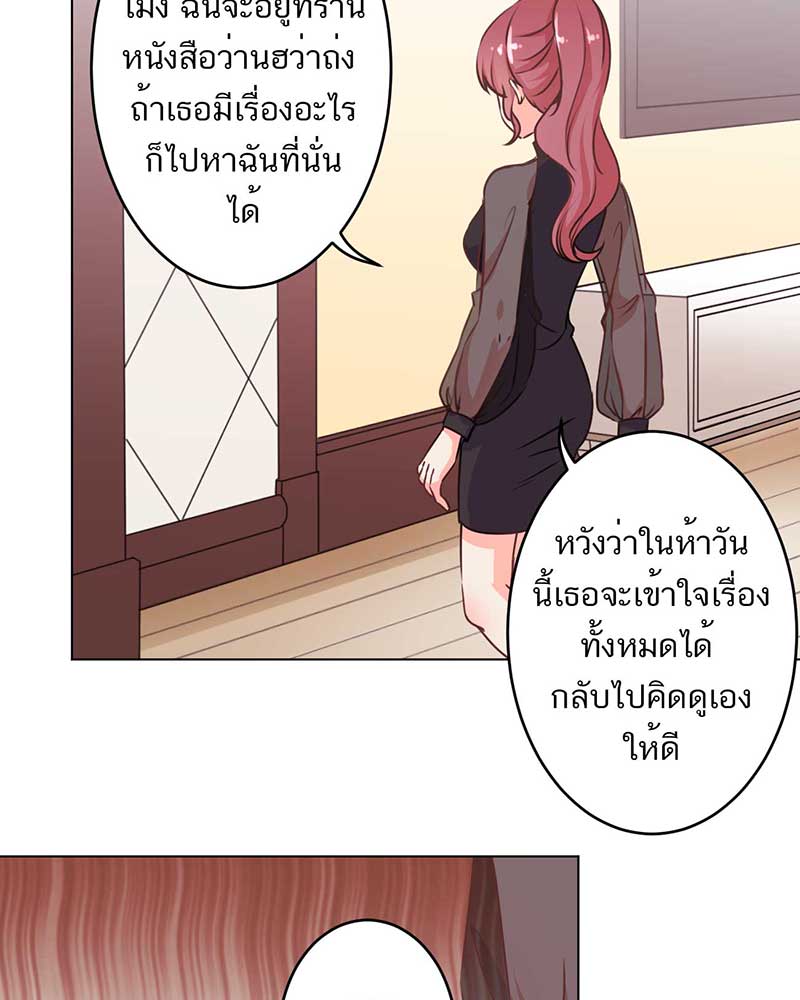 โมง ฉันจะอยู่ที่ร้าน
หนังสือว่านฮว่าถ่ง
ถ้าเธอมีเรื่องอะไร
ก็ไปหาฉันที่นั่น
ได้
หวังว่าในห้าวัน
นี้เธอจะเข้าใจเรื่อง
ทั้งหมดได้
กลับไปคิดดูเอง
ให้ดี